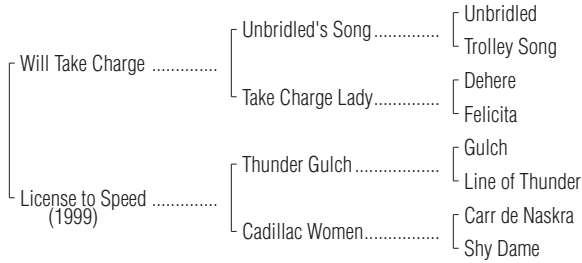 Unbridled
Unbridled's Song..............
Trolley Song
Will Take Charge ..............
Dehere
Take Charge Lady..............
Felicita
Gulch
Thunder Gulch ..................
Line of Thunder
License to Speed ..............
(1999)
Carr de Naskra
Cadillac Women................
Shy Dame